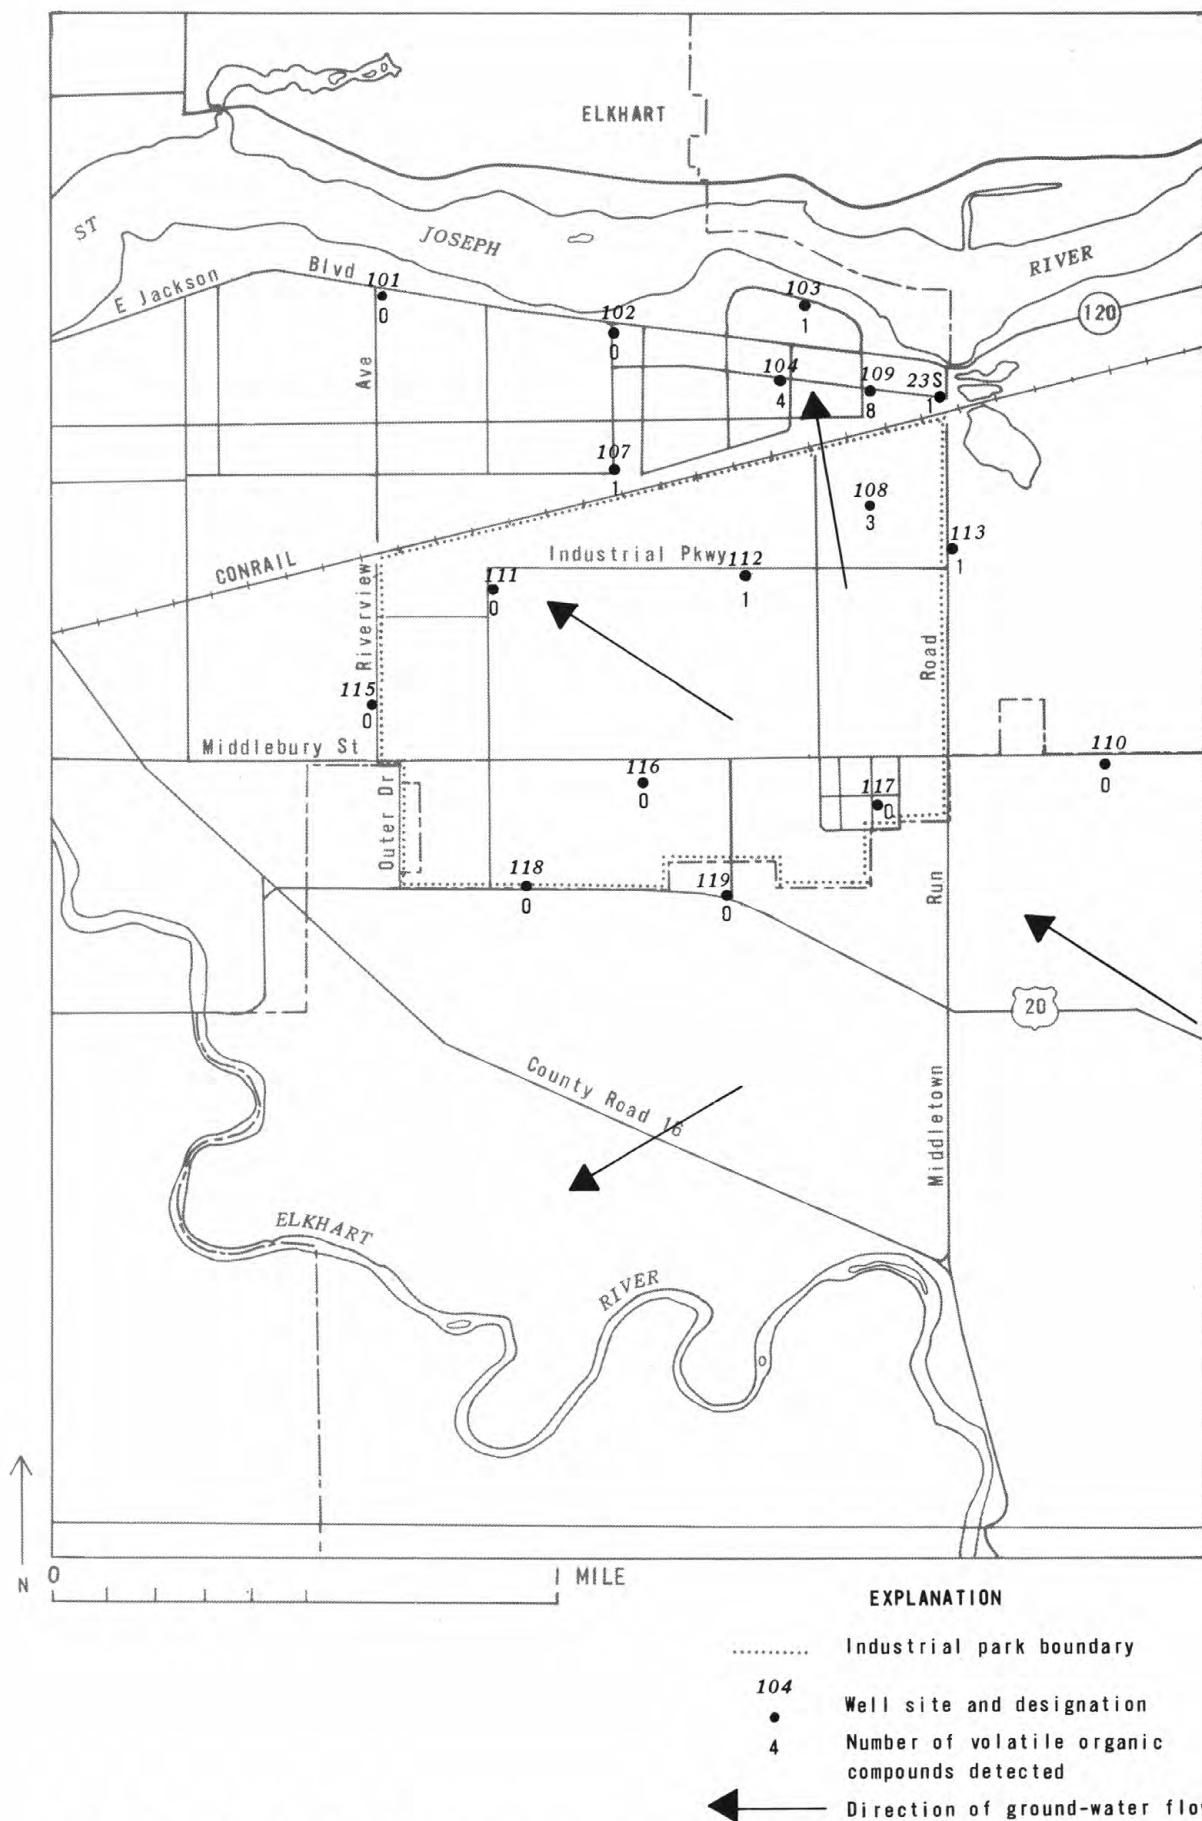 ELKHART
ST
JOSEPH
RIVER
E Jackson
Blvd
101
0
102
0
103
1
120
Ave
104
4
109
8
23S
1
107
1
108
3
113
1
CONRAIL
Industrial Pkwy
112
1
111
0
Riverview
Road
115
0
Middlebury St
110
0
116
0
117
0
Outer Dr
118
0
119
0
Run
20
County Road 16
Middletown
ELKHART
RIVER
N
0
1 MILE
EXPLANATION
Industrial park boundary
104
Well site and designation
4
Number of volatile organic
compounds detected
Direction of ground-water flo